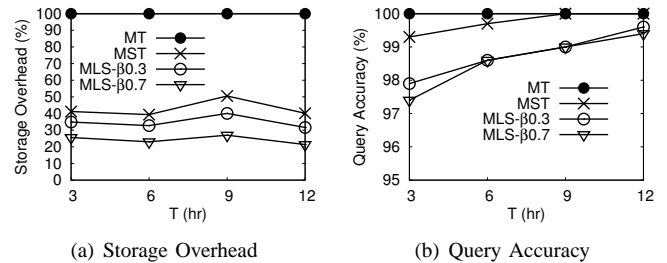 Storage Overhead (%)
100
90
80
70
60
50
40
30
20
10
0
MT
MST
MLS-β0.3
MLS-β0.7
3 6 9 12
T (hr)
(a) Storage Overhead
Query Accuracy (%)
100
99
98
97
96
95
MT
MST
MLS-β0.3
MLS-β0.7
3 6 9 12
T (hr)
(b) Query Accuracy